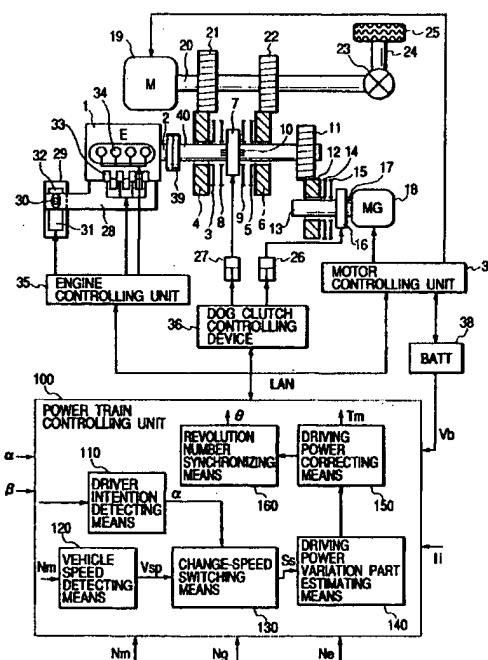 19
21
22
M
20
23
24
25
34
33
1
E
2
40
7
10
11
12
14
15
17
18
MG
32
29
30
31
28
39
4
3
8
9
5
6
13
16
27
26
35
ENGINE CONTROLLING UNIT
36
DOG CLUTCH CONTROLLING DEVICE
MOTOR CONTROLLING UNIT
38
BATT
LAN
100
POWER TRAIN CONTROLLING UNIT
θ
Tm
Vb
α
β
REVOLUTION NUMBER SYNCHRONIZING MEANS
160
DRIVING POWER CORRECTING MEANS
150
110
DRIVER INTENTION DETECTING MEANS
α
120
Nm
VEHICLE SPEED DETECTING MEANS
Vsp
CHANGE-SPEED SWITCHING MEANS
130
Ss
DRIVING POWER VARIATION PART ESTIMATING MEANS
140
Ii
Nm
Ng
Ne